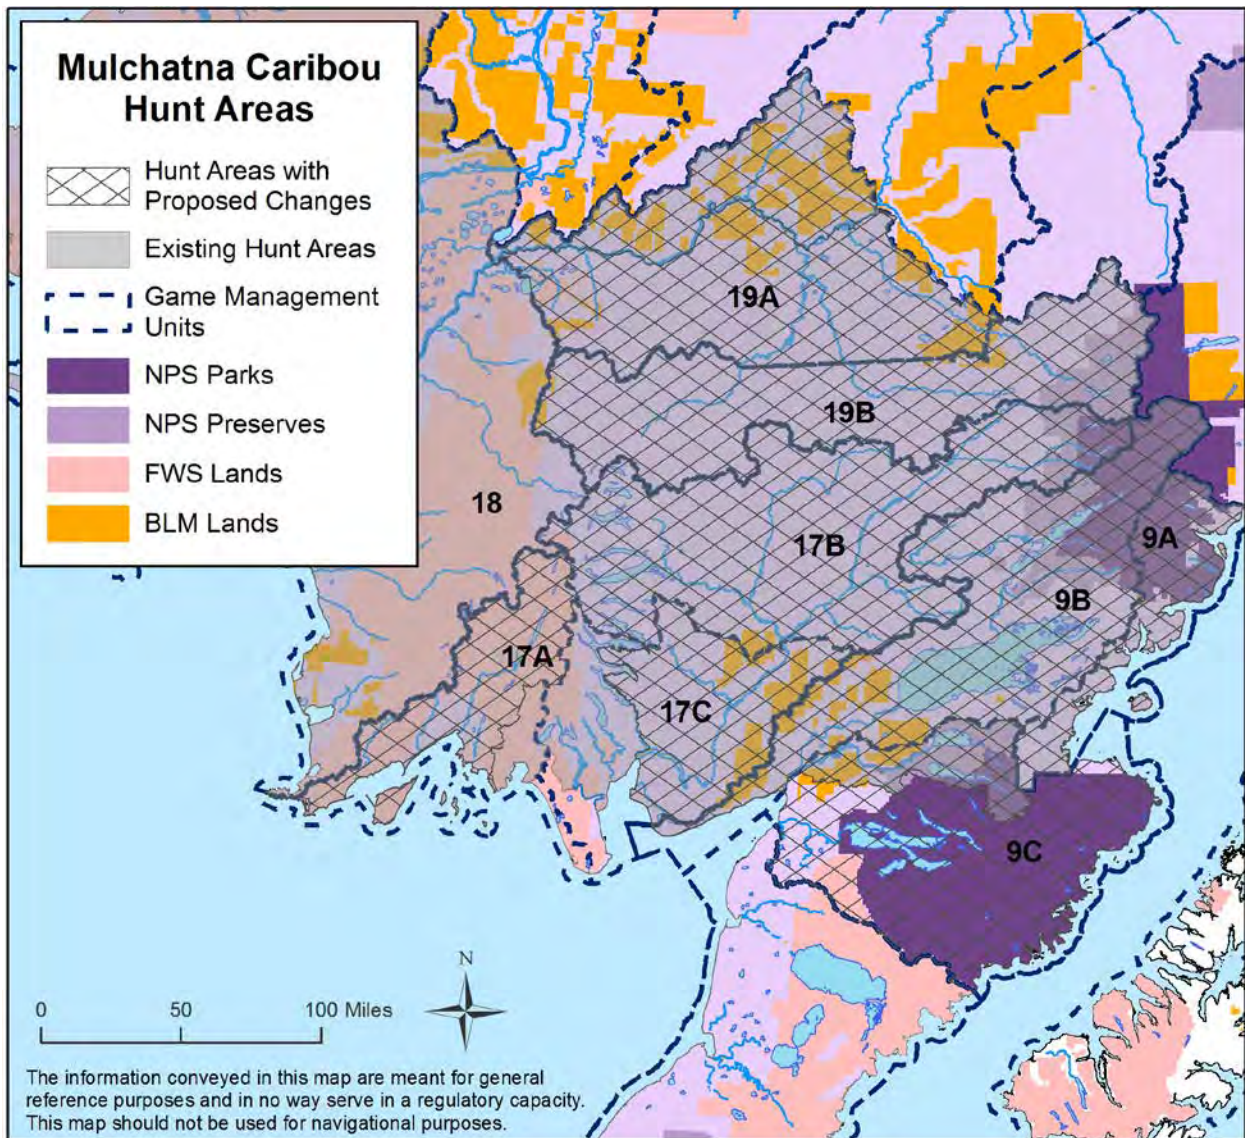 Mulchatna Caribou
Hunt Areas
Hunt Areas with
Proposed Changes
Existing Hunt Areas
Game Management
Units
NPS Parks
NPS Preserves
FWS Lands
BLM Lands
19A
19B
18
17B
9A
9B
17A
17C
9C
N
0 50 100 Miles
The information conveyed in this map are meant for general
reference purposes and in no way serve in a regulatory capacity.
This map should not be used for navigational purposes.